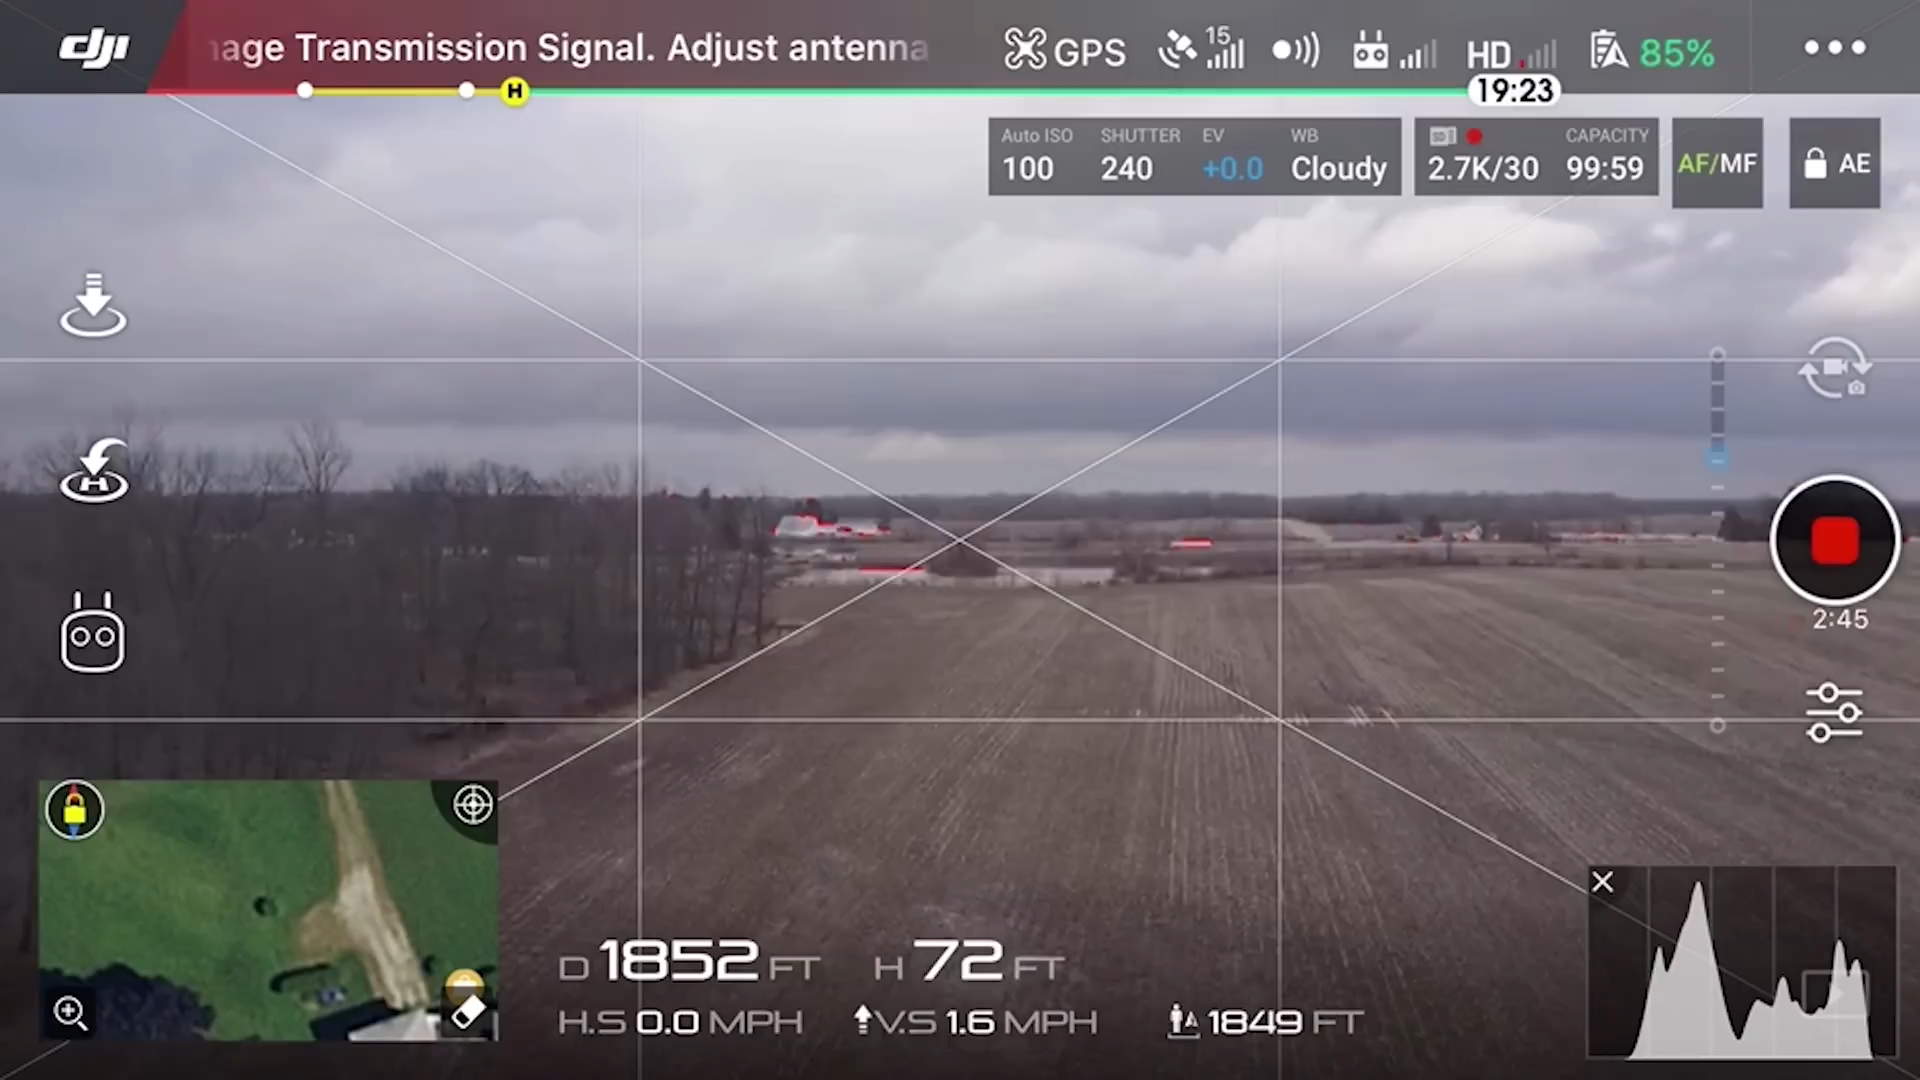 dji
age Transmission Signal. Adjust antenna
GPS
15
HD
85%
H
19:23
Auto ISO
100
SHUTTER
240
EV
+0.0
WB
Cloudy
2.7K/30
CAPACITY
99:59
AF/MF
AE
H
2:45
D 1852 FT
H 72 FT
H.S 0.0 MPH
V.S 1.6 MPH
1849 FT